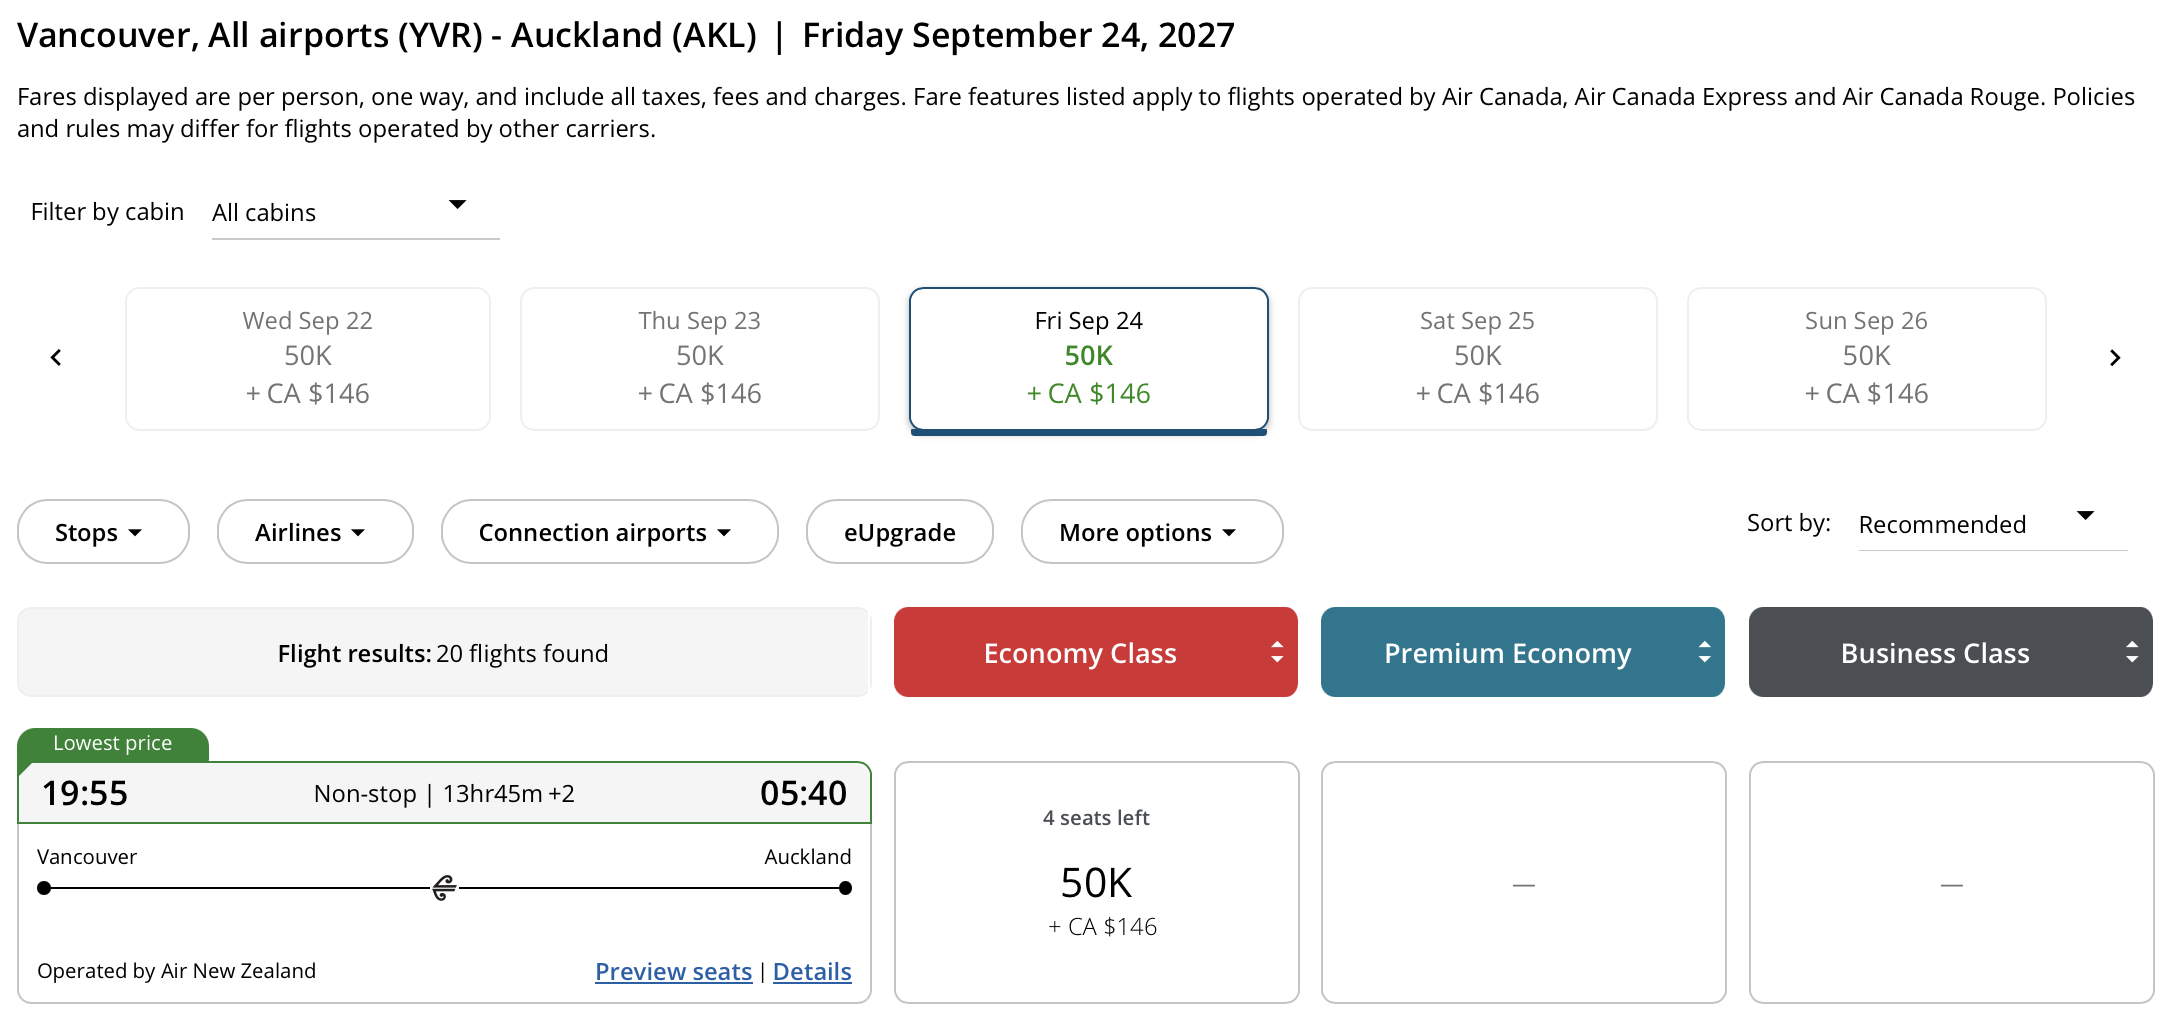 Vancouver, All airports (YVR) - Auckland (AKL) | Friday September 24, 2027
Fares displayed are per person, one way, and include all taxes, fees and charges. Fare features listed apply to flights operated by Air Canada, Air Canada Express and Air Canada Rouge. Policies
and rules may differ for flights operated by other carriers.
Filter by cabin All cabins
Wed Sep 22
50K
+ CA $146
Thu Sep 23
50K
+ CA $146
Fri Sep 24
50K
+ CA $146
Sat Sep 25
50K
+ CA $146
Sun Sep 26
50K
+ CA $146
Stops Airlines Connection airports eUpgrade More options Sort by: Recommended
Flight results: 20 flights found Economy Class Premium Economy Business Class
Lowest price
19:55 Non-stop | 13hr45m +2 05:40
Vancouver Auckland
Operated by Air New Zealand Preview seats | Details
4 seats left
50K
+ CA $146
—
—